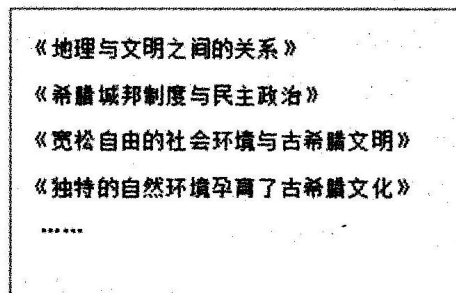 《地理与文明之间的关系》
《希腊城邦制度与民主政治》
《宽松自由的社会环境与古希腊文明》
《独特的自然环境孕育了古希腊文化》
……